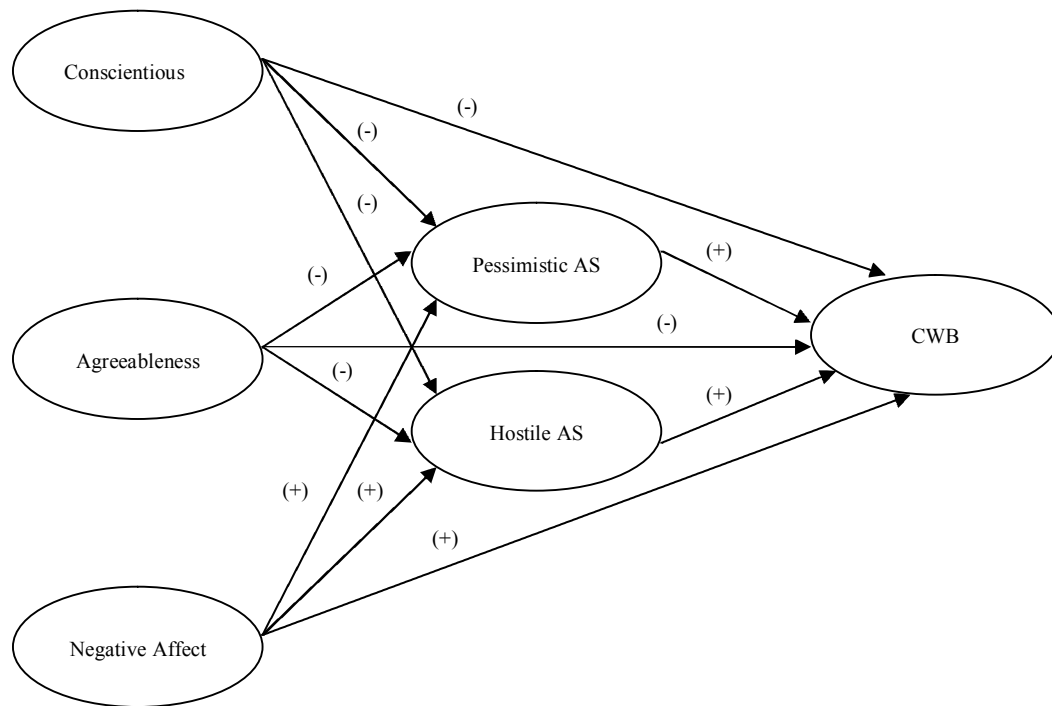 Conscientious
(-)
(-)
(-)
Pessimistic AS
(+)
(-)
(-)
CWB
Agreeableness
(-)
(+)
Hostile AS
(+)
(+)
(+)
Negative Affect